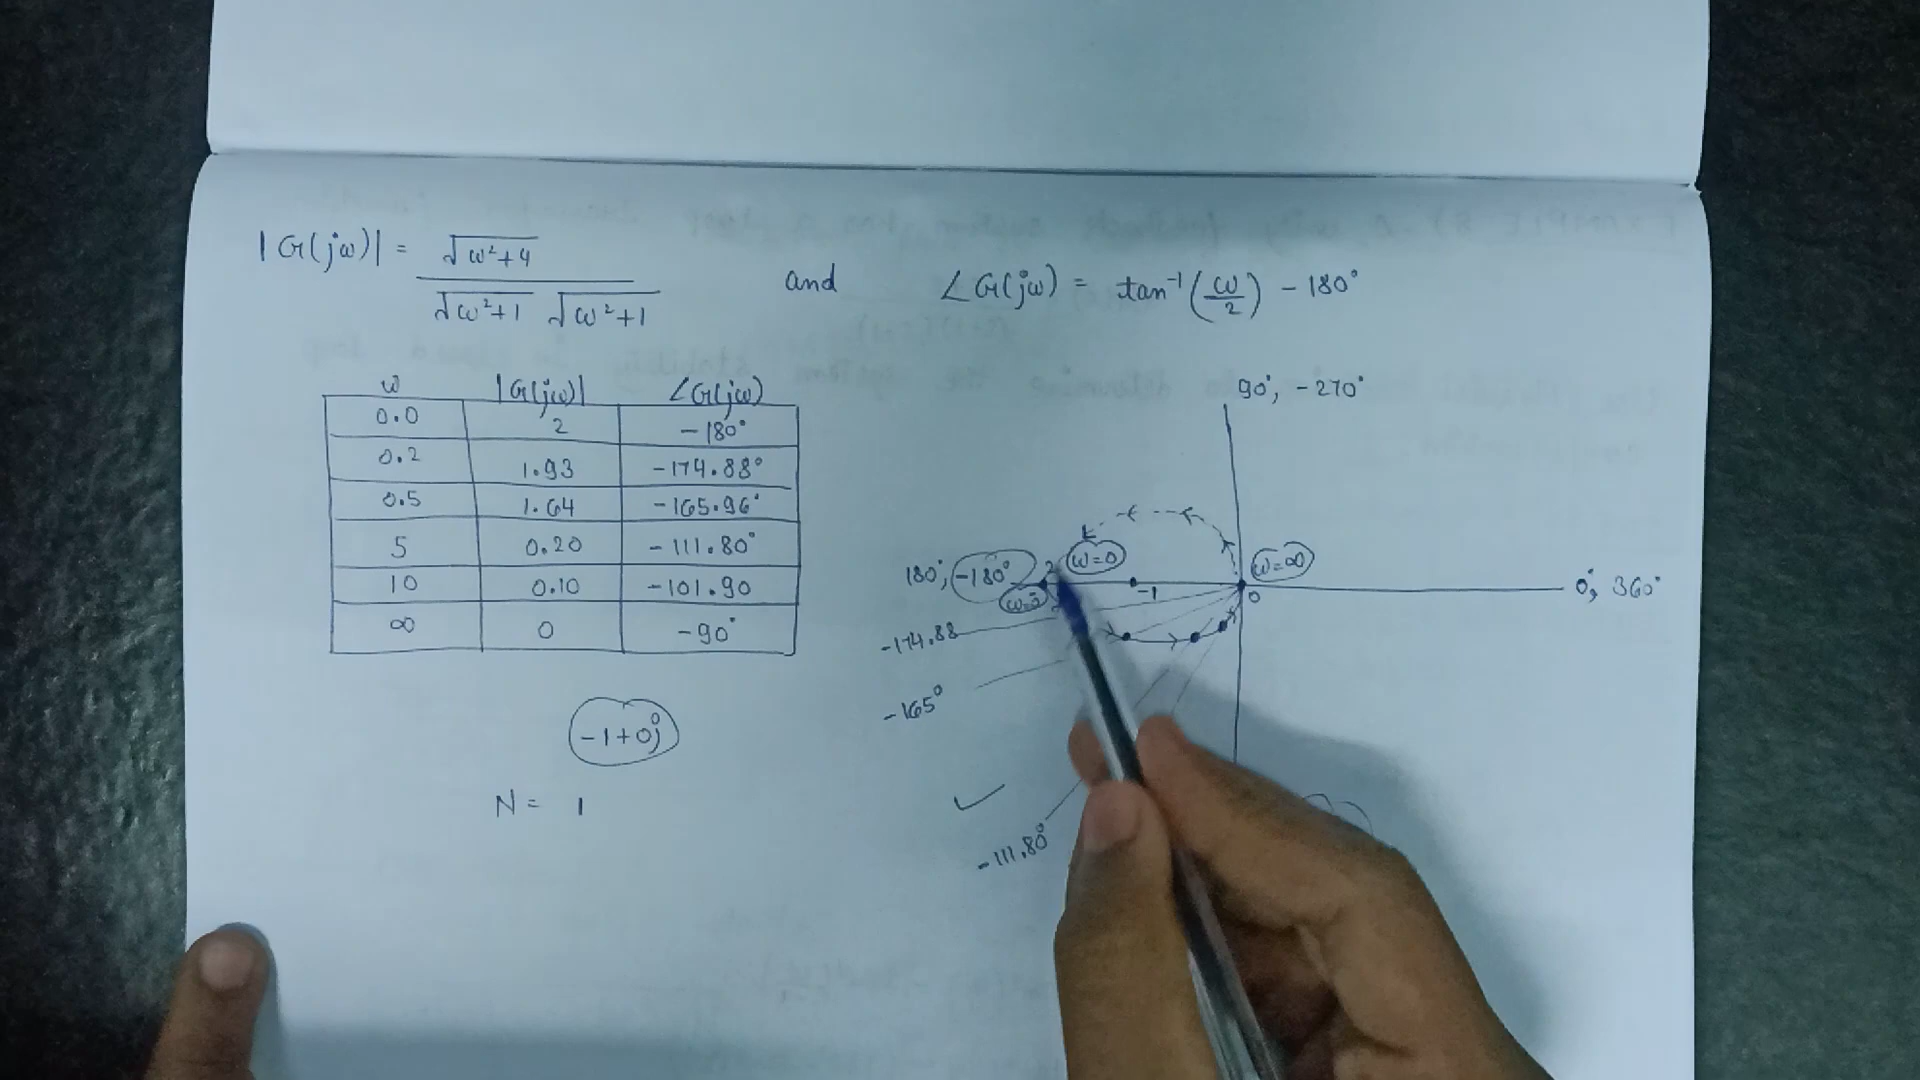 |G(jω)| = √ω²+4 / √ω²+1 √ω²+1 and ∠G(jω) = tan⁻¹(ω/2) - 180°
ω |G(jω)| ∠G(jω)
0.0 2 -180°
0.2 1.93 -174.88°
0.5 1.64 -165.96°
5 0.20 -111.80°
10 0.10 -101.90
∞ 0 -90°
-1+0j
N = 1
90°, -270°
180°, -180° 2 ω=0 ω=∞
ω=0 -1 0 0°, 360°
-174.88
-165°
-111.80°